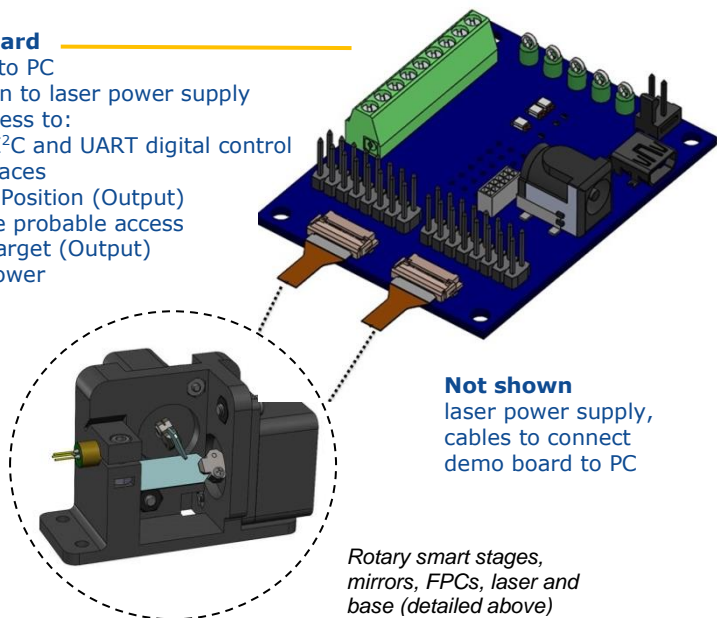 ard
to PC
n to laser power supply
ess to:
I²C and UART digital control
aces
Position (Output)
e probable access
arget (Output)
ower
Not shown
laser power supply,
cables to connect
demo board to PC
Rotary smart stages,
mirrors, FPCs, laser and
base (detailed above)